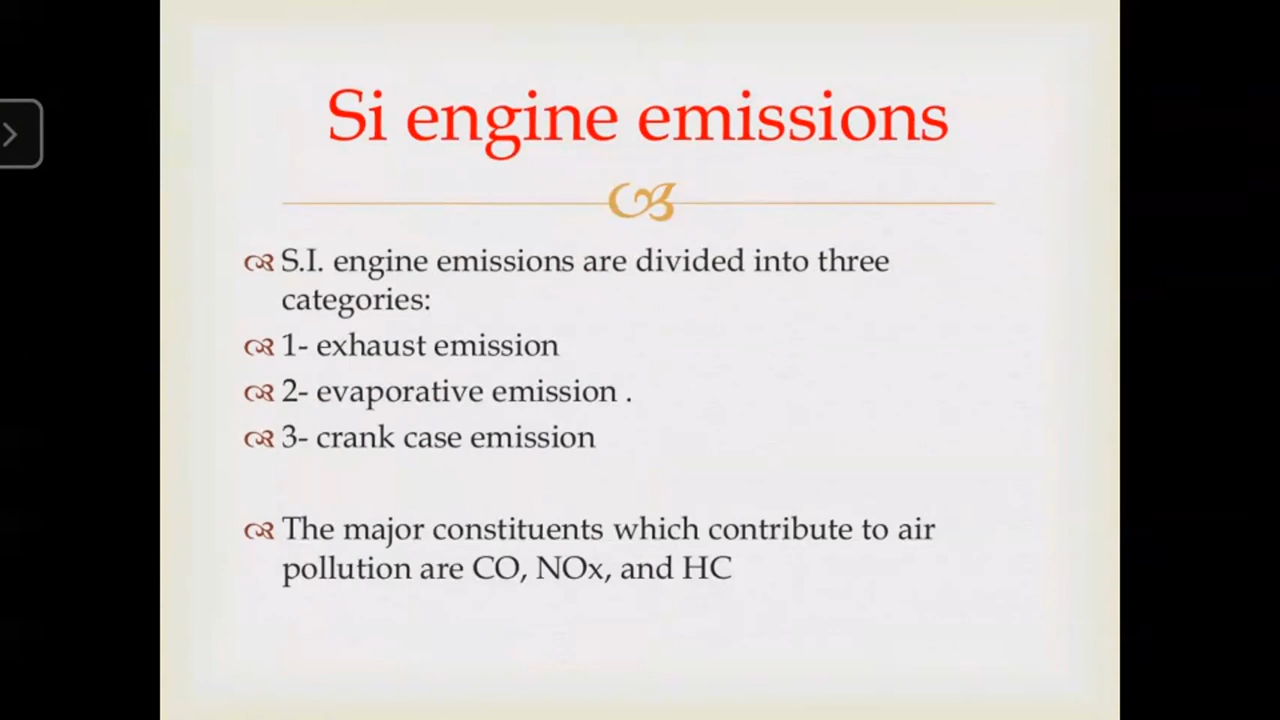 Si engine emissions
S.I. engine emissions are divided into three
categories:
1- exhaust emission
2- evaporative emission .
3- crank case emission
The major constituents which contribute to air
pollution are CO, NOx, and HC